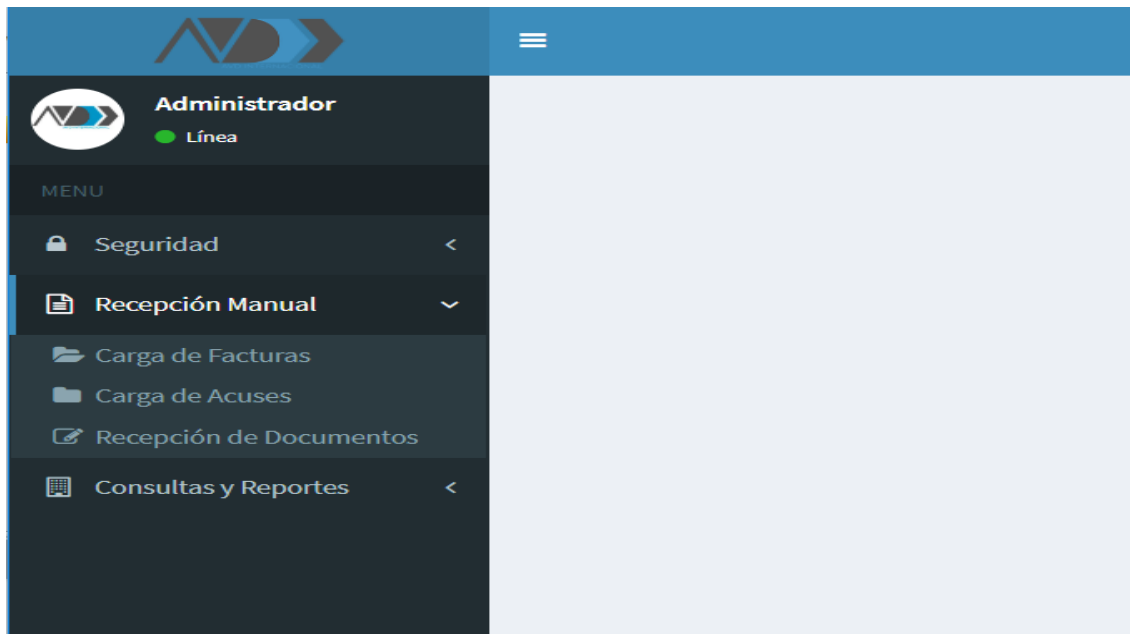 Administrador
Línea
MENU
Seguridad
Recepción Manual
Carga de Facturas
Carga de Acuses
Recepción de Documentos
Consultas y Reportes